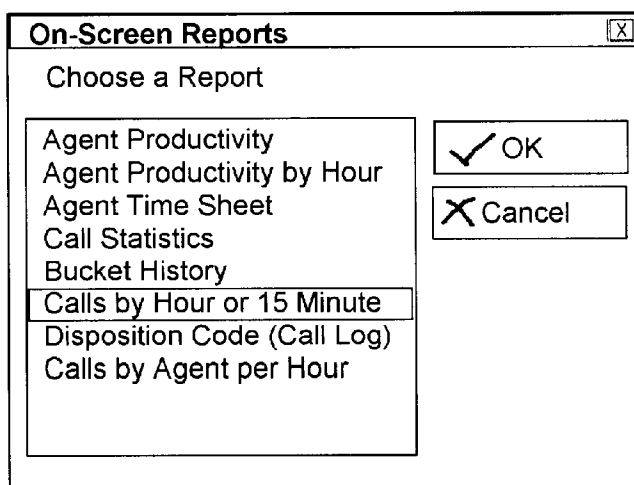 On-Screen Reports X
Choose a Report
Agent Productivity
Agent Productivity by Hour
Agent Time Sheet
Call Statistics
Bucket History
Calls by Hour or 15 Minute
Disposition Code (Call Log)
Calls by Agent per Hour
OK
Cancel